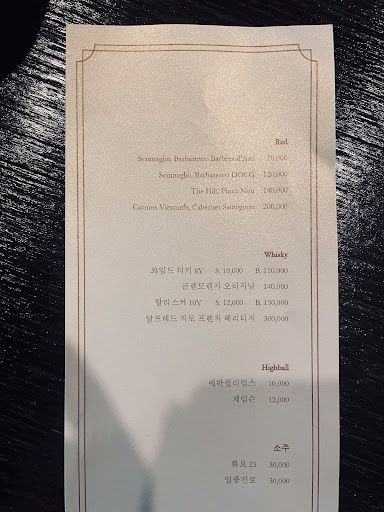 Red
Scrimaglio, Barbaresco Barbera d'Asti 70,000
Scrimaglio, Barbaresco DOCG 120,000
The Hilt, Pinot Noir 140,000
Caymus Vineyards, Cabernet Sauvignon 200,000
Whisky
와일드 터키 8Y S. 10,000 B. 110,000
글렌모렌지 오리지널 140,000
탈리스커 10Y S. 12,000 B. 150,000
알프레드 지로 프렌치 헤리티지 300,000
Highball
에반윌리엄스 10,000
제임슨 12,000
소주
화요 25 30,000
일품진로 30,000